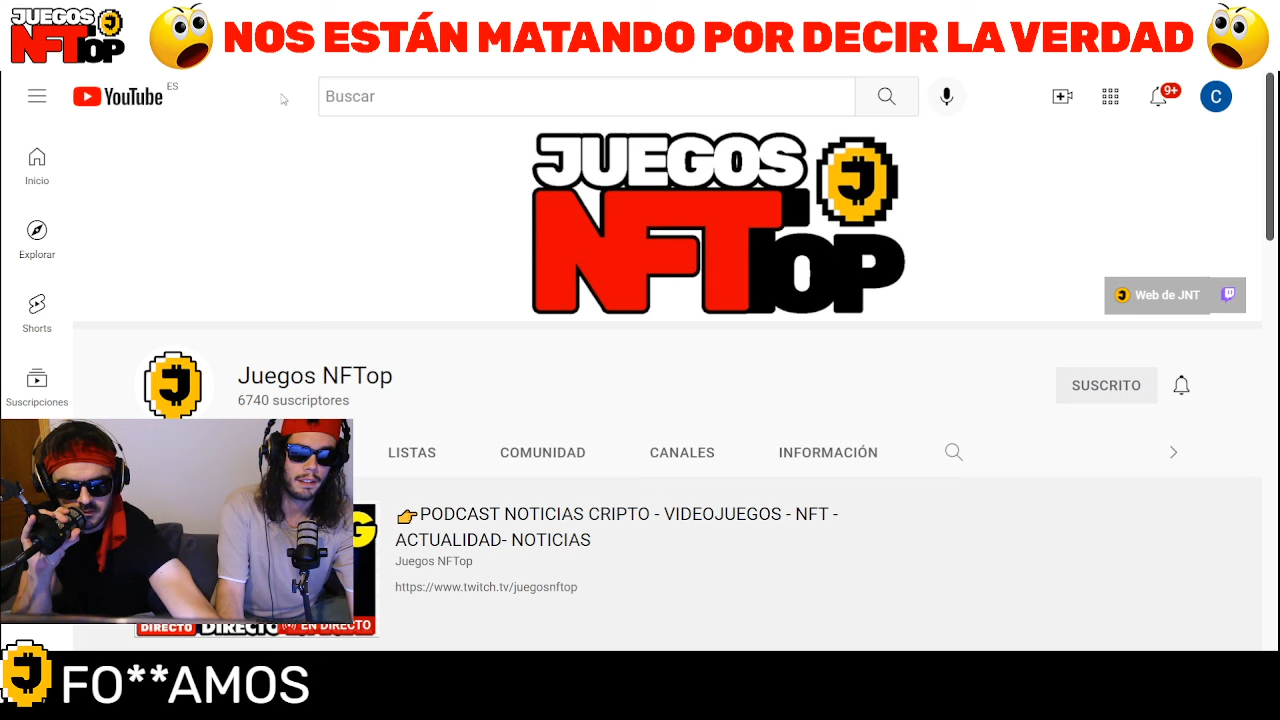 JUEGOS
NFTOP
NOS ESTÁN MATANDO POR DECIR LA VERDAD
YouTube ES
Buscar
9+
C
Inicio
Explorar
Shorts
Suscripciones
JUEGOS
NFTOP
Web de JNT
Juegos NFTop
6740 suscriptores
SUSCRITO
LISTAS
COMUNIDAD
CANALES
INFORMACIÓN
G
👉PODCAST NOTICIAS CRIPTO - VIDEOJUEGOS - NFT -
ACTUALIDAD- NOTICIAS
Juegos NFTop
https://www.twitch.tv/juegosnftop
DIRECTO DIRECTO EN DIRECTO
FO**AMOS